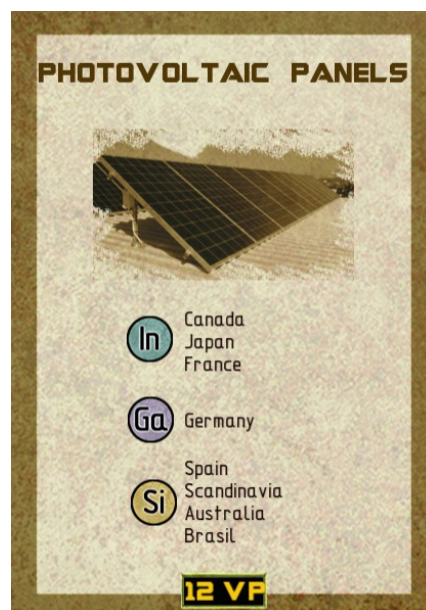 PHOTOVOLTAIC PANELS
In
Canada
Japan
France
Ga
Germany
Si
Spain
Scandinavia
Australia
Brasil
12 VP